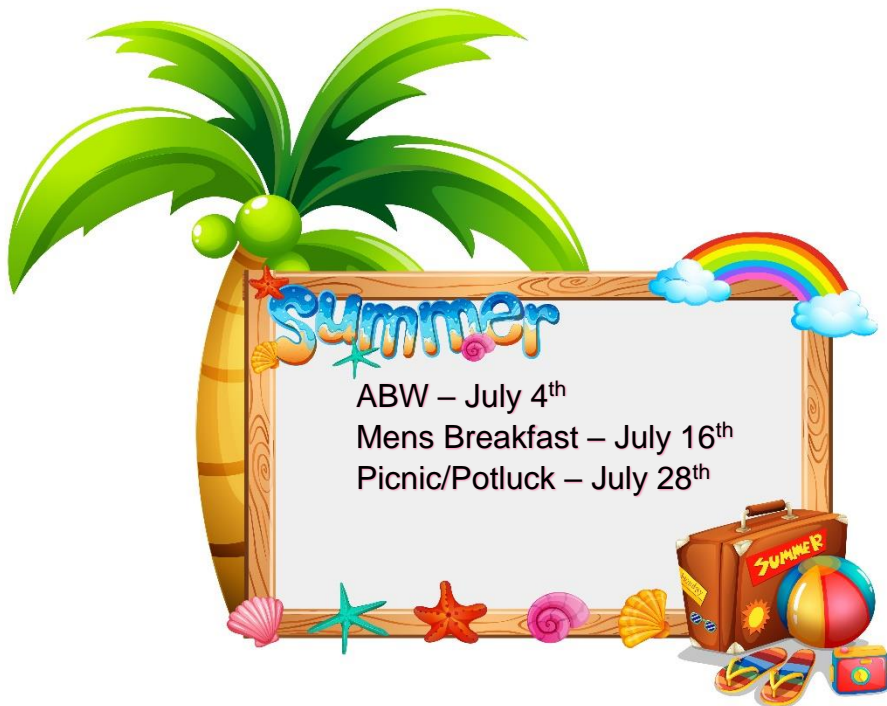 summer
ABW – July 4th
Mens Breakfast – July 16th
Picnic/Potluck – July 28th
SUMMER